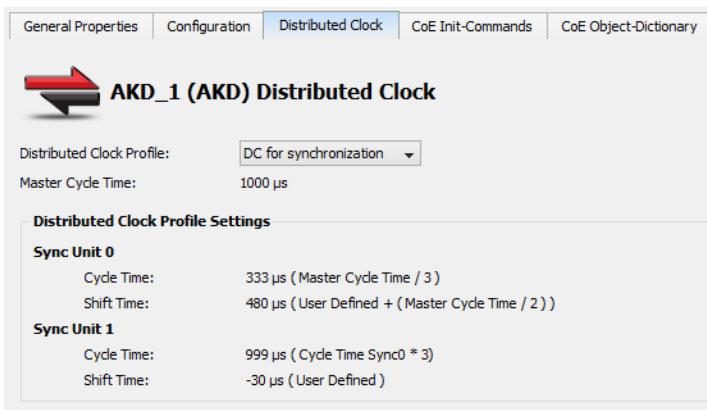 General Properties Configuration Distributed Clock CoE Init-Commands CoE Object-Dictionary
AKD_1 (AKD) Distributed Clock
Distributed Clock Profile: DC for synchronization
Master Cycle Time: 1000 µs
Distributed Clock Profile Settings
Sync Unit 0
Cycle Time: 333 µs ( Master Cycle Time / 3 )
Shift Time: 480 µs ( User Defined + ( Master Cycle Time / 2 ) )
Sync Unit 1
Cycle Time: 999 µs ( Cycle Time Sync0 * 3)
Shift Time: -30 µs ( User Defined )